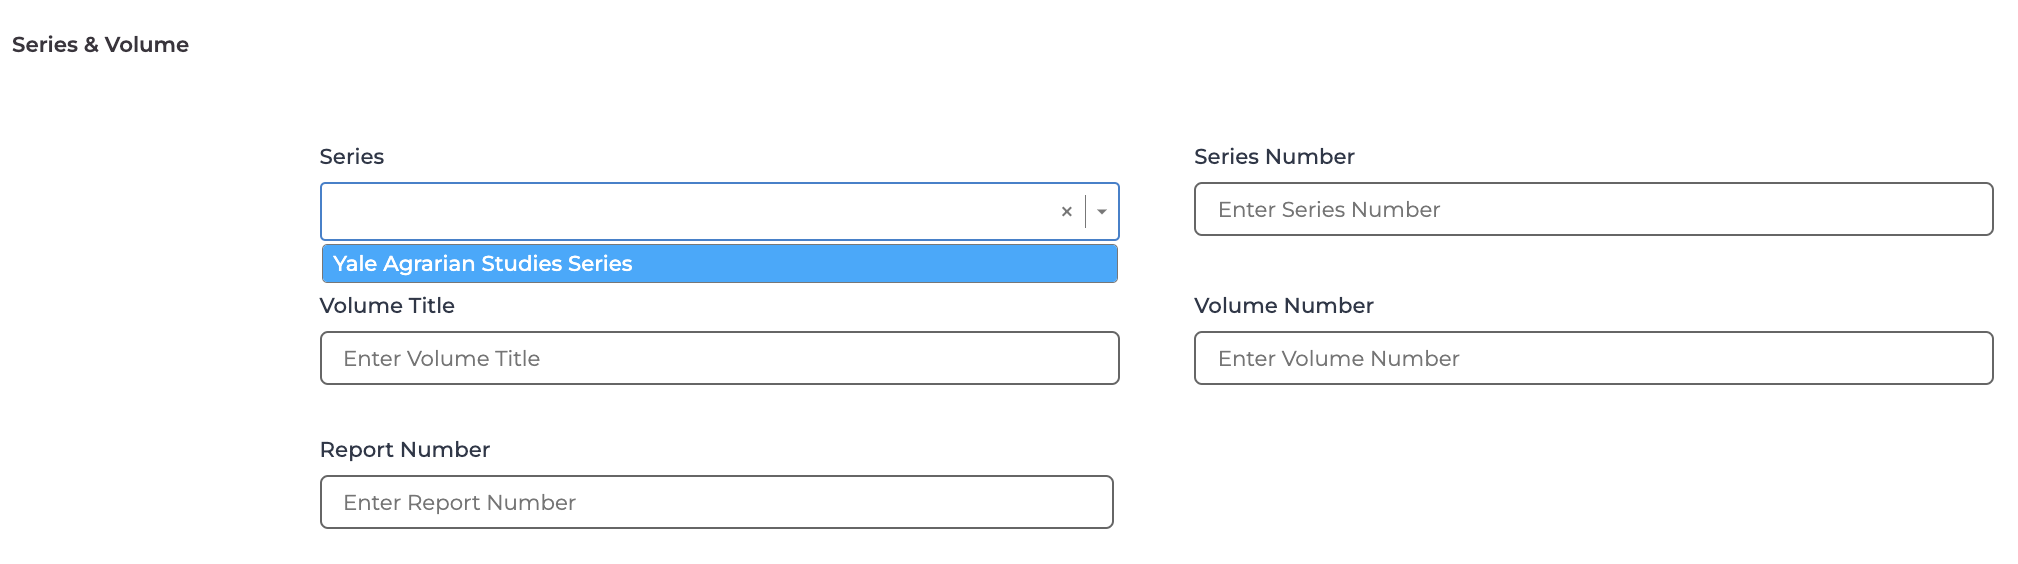 Series & Volume
Series
Series Number
Enter Series Number
Yale Agrarian Studies Series
Volume Title
Volume Number
Enter Volume Title
Enter Volume Number
Report Number
Enter Report Number